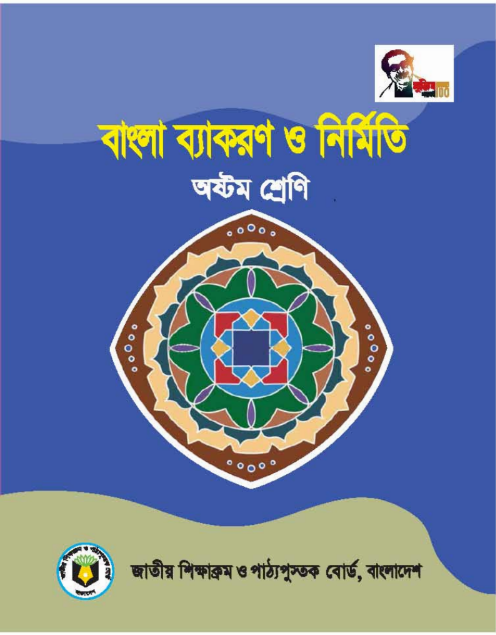 বাংলা ব্যাকরণ ও নির্মিতি
অষ্টম শ্রেণি
জাতীয় শিক্ষাক্রম ও পাঠ্যপুস্তক বোর্ড, বাংলাদেশ